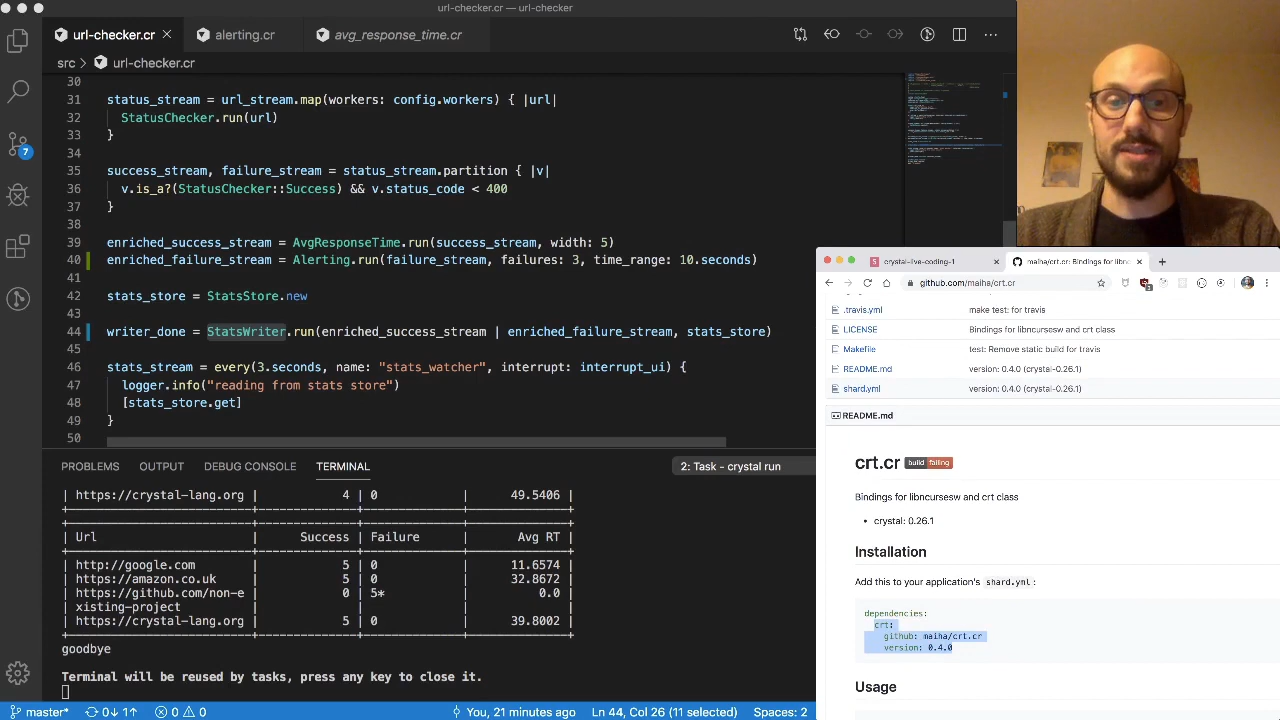 url-checker.cr — url-checker
url-checker.cr
alerting.cr
avg_response_time.cr
src
url-checker.cr
30
31 stats_stream = url_stream.map(workers: config.workes) { |url|
32 StatusChecker.run(url)
33 }
34
35 success_stream, failure_stream = status_stream.partition { |v|
36 v.is_a?(StatusChecker::Success) && v.status_code < 400
37 }
38
39 enriched_success_stream = AvgResponseTime.run(success_stream, width: 5)
40 enriched_failure_stream = Alerting.run(failure_stream, failures: 3, time_range: 10.seconds)
41
42 stats_store = StatsStore.new
43
44 writer_done = StatsWriter.run(enriched_success_stream | enriched_failure_stream, stats_store)
45
46 stats_stream = every(3.seconds, name: "stats_watcher", interrupt: interrupt_ui) {
47 logger.info("reading from stats store")
48 [stats_store.get]
49 }
50
7
PROBLEMS OUTPUT DEBUG CONSOLE TERMINAL
2: Task - crystal run
| https://crystal-lang.org | 4 | 0 | 49.5406 |
| Url | Success | Failure | Avg RT |
| http://google.com | 5 | 0 | 11.6574 |
| https://amazon.co.uk | 5 | 0 | 32.8672 |
| https://github.com/non-e | 0 | 5* | 0.0 |
| xisting-project | | | |
| https://crystal-lang.org | 5 | 0 | 39.8002 |
goodbye
Terminal will be reused by tasks, press any key to close it.
master* 0↓ 1↑ 0 0
You, 21 minutes ago Ln 44, Col 26 (11 selected) Spaces: 2
crystal-live-coding-1
maiha/crt.cr: Bindings for libnc
github.com/maiha/crt.cr
.travis.yml make test: for travis
LICENSE Bindings for libncursesw and crt class
Makefile test: Remove static build for travis
README.md version: 0.4.0 (crystal-0.26.1)
shard.yml version: 0.4.0 (crystal-0.26.1)
README.md
crt.cr build failing
Bindings for libncursesw and crt class
• crystal: 0.26.1
Installation
Add this to your application's shard.yml:
dependencies:
crt:
github: maiha/crt.cr
version: 0.4.0
Usage